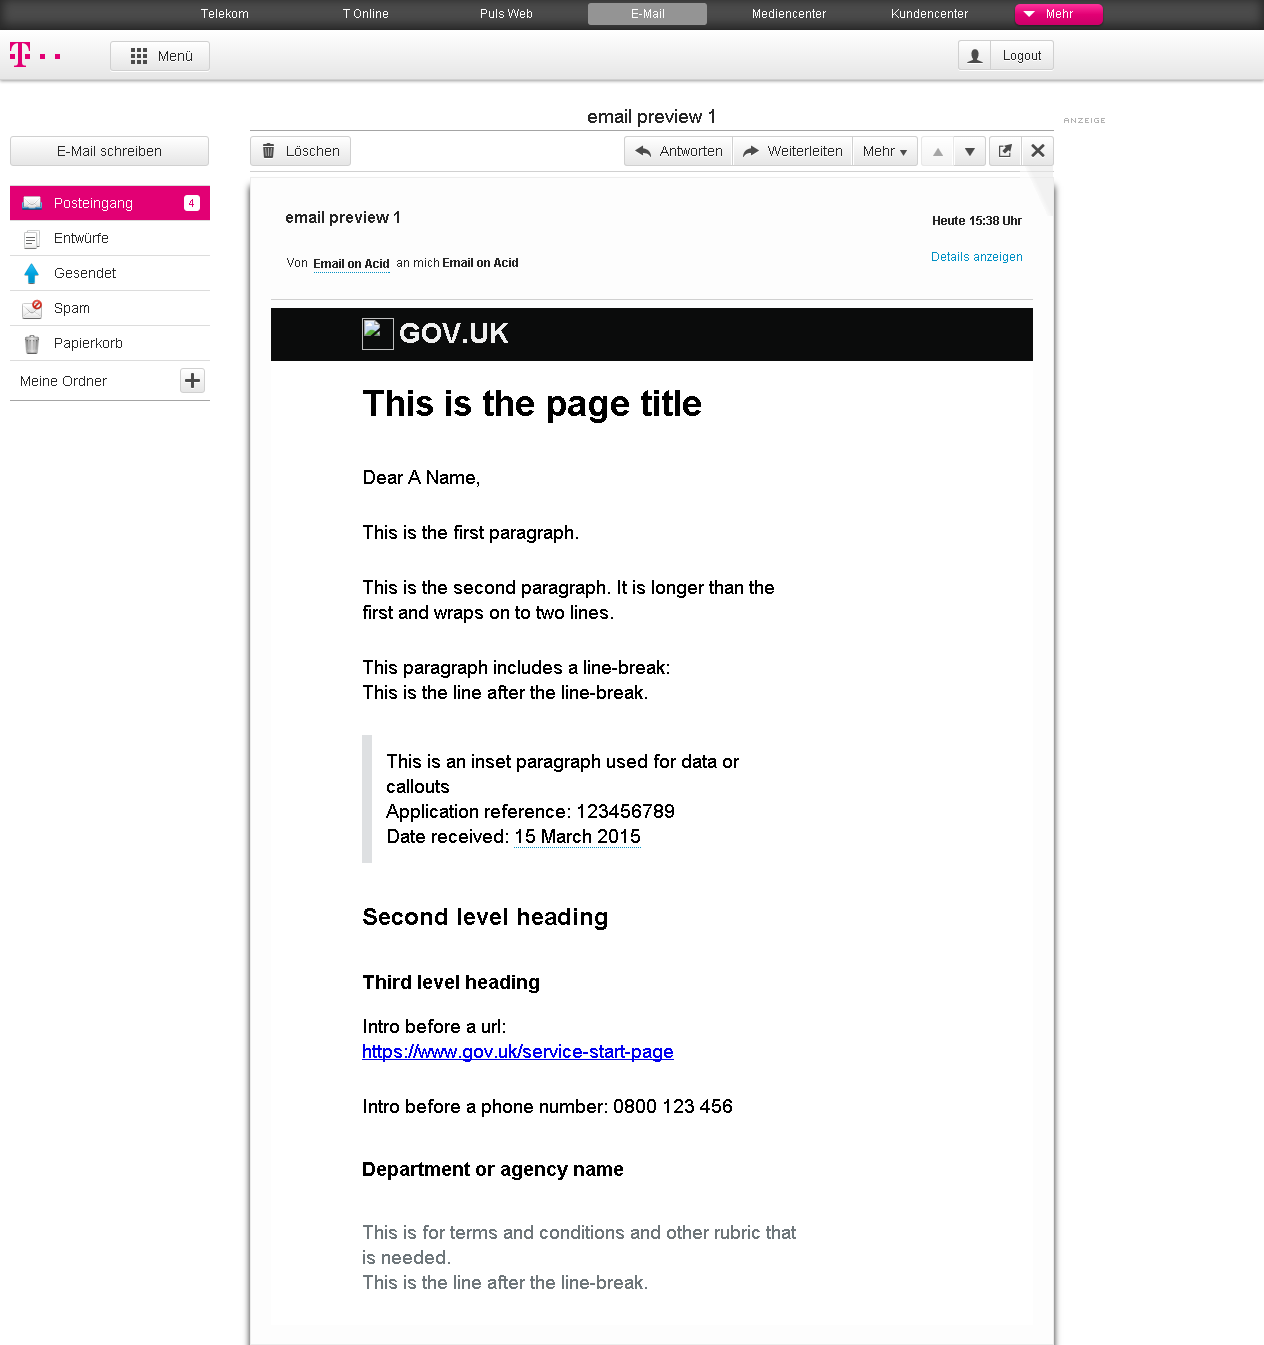 Telekom T Online Puls Web E-Mail Mediencenter Kundencenter Mehr
T Menü Logout
email preview 1
ANZEIGE
E-Mail schreiben
Löschen Antworten Weiterleiten Mehr
Posteingang 4
Entwürfe
Gesendet
Spam
Papierkorb
Meine Ordner
email preview 1
Heute 15:38 Uhr
Von Email on Acid an mich Email on Acid
Details anzeigen
GOV.UK
This is the page title
Dear A Name,
This is the first paragraph.
This is the second paragraph. It is longer than the
first and wraps on to two lines.
This paragraph includes a line-break:
This is the line after the line-break.
This is an inset paragraph used for data or
callouts
Application reference: 123456789
Date received: 15 March 2015
Second level heading
Third level heading
Intro before a url:
https://www.gov.uk/service-start-page
Intro before a phone number: 0800 123 456
Department or agency name
This is for terms and conditions and other rubric that
is needed.
This is the line after the line-break.